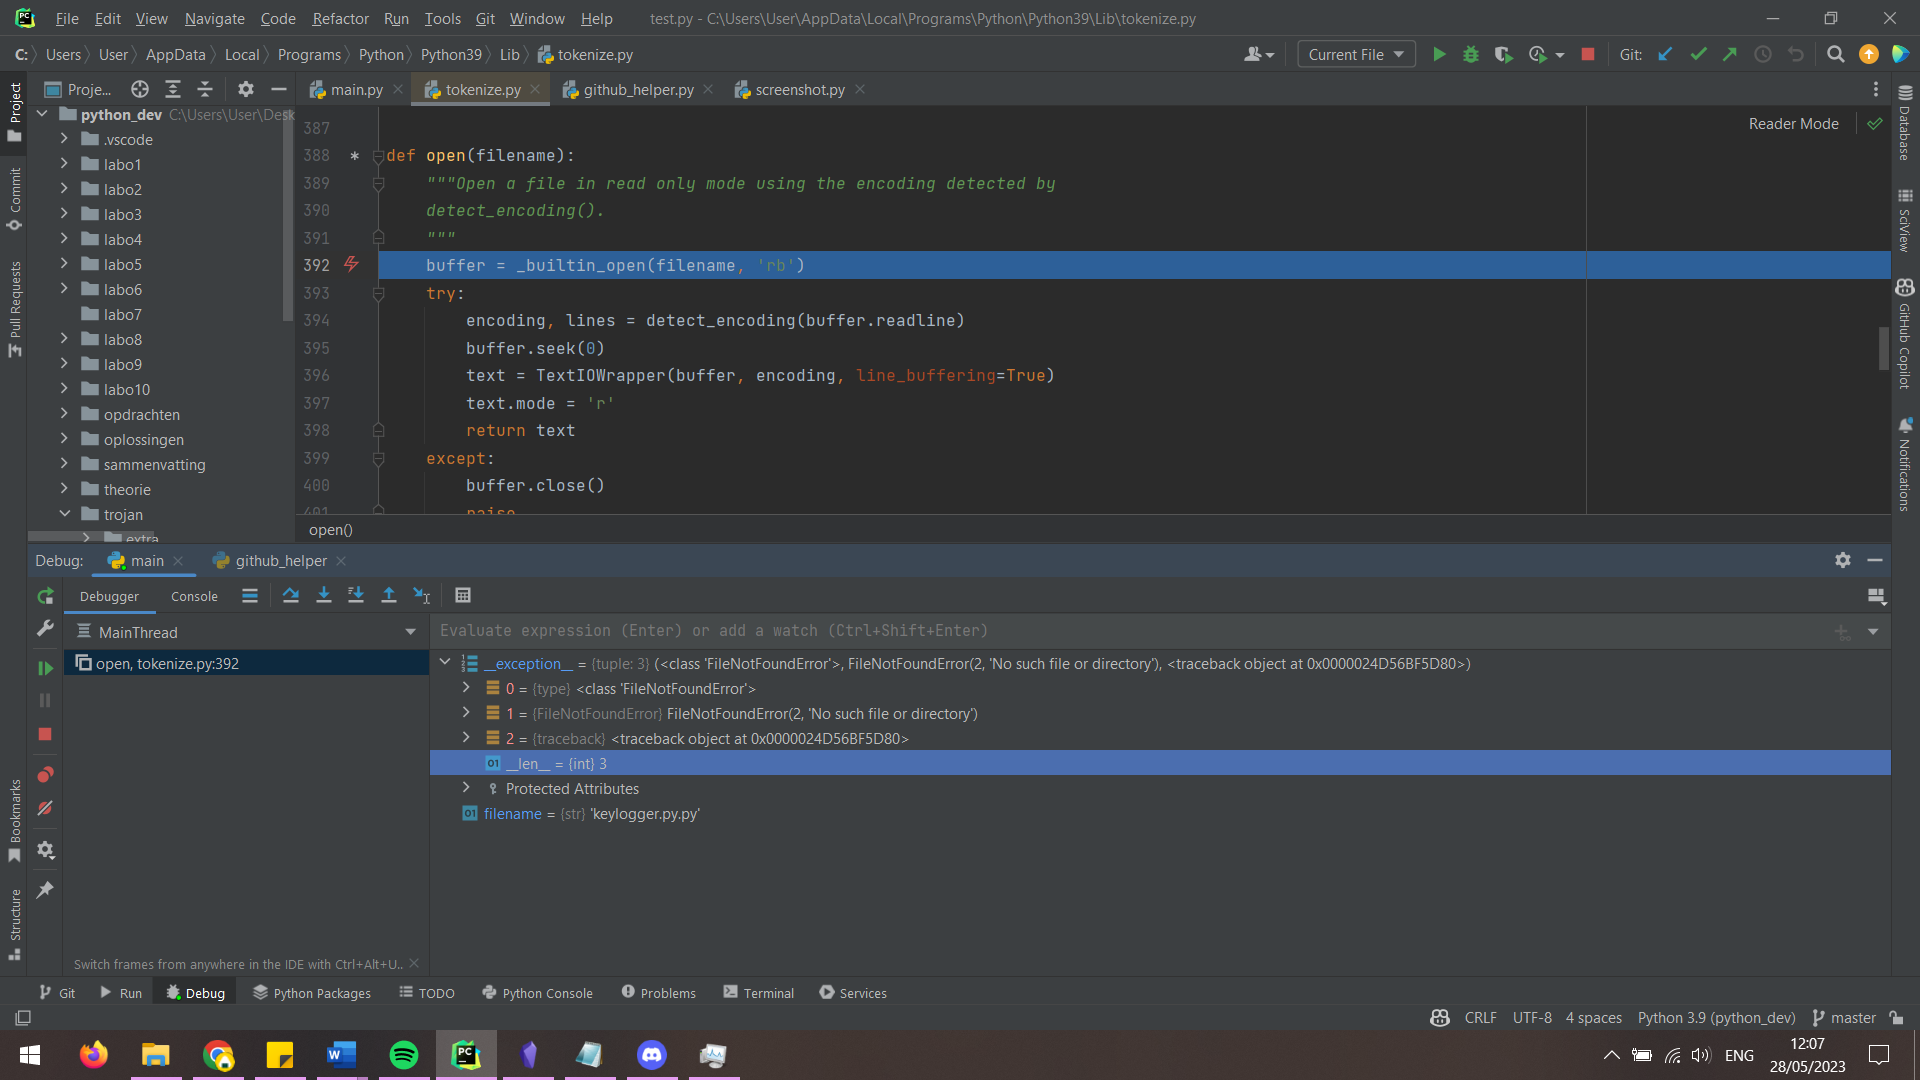 File Edit View Navigate Code Refactor Run Tools Git Window Help test.py - C:\Users\User\AppData\Local\Programs\Python\Python39\Lib\tokenize.py
C: Users User AppData Local Programs Python Python39 Lib tokenize.py Current File Git:
Project
Commit
Pull Requests
Bookmarks
Structure
Proje...
python_dev C:\Users\User\Desk
.vscode
labo1
labo2
labo3
labo4
labo5
labo6
labo7
labo8
labo9
labo10
opdrachten
oplossingen
sammenvatting
theorie
trojan
extra
main.py tokenize.py github_helper.py screenshot.py
Reader Mode
387
388 * def open(filename):
389 """Open a file in read only mode using the encoding detected by
390 detect_encoding().
391 """
392 buffer = _builtin_open(filename, 'rb')
393 try:
394 encoding, lines = detect_encoding(buffer.readline)
395 buffer.seek(0)
396 text = TextIOWrapper(buffer, encoding, line_buffering=True)
397 text.mode = 'r'
398 return text
399 except:
400 buffer.close()
401 raise
open()
Database
SciView
GitHub Copilot
Notifications
Debug: main github_helper
Debugger Console
MainThread
open, tokenize.py:392
Switch frames from anywhere in the IDE with Ctrl+Alt+U..
Evaluate expression (Enter) or add a watch (Ctrl+Shift+Enter)
__exception__ = {tuple: 3} (<class 'FileNotFoundError'>, FileNotFoundError(2, 'No such file or directory'), <traceback object at 0x0000024D56BF5D80>)
0 = {type} <class 'FileNotFoundError'>
1 = {FileNotFoundError} FileNotFoundError(2, 'No such file or directory')
2 = {traceback} <traceback object at 0x0000024D56BF5D80>
01 __len__ = {int} 3
Protected Attributes
01 filename = {str} 'keylogger.py.py'
Git Run Debug Python Packages TODO Python Console Problems Terminal Services
CRLF UTF-8 4 spaces Python 3.9 (python_dev) master
ENG
12:07
28/05/2023